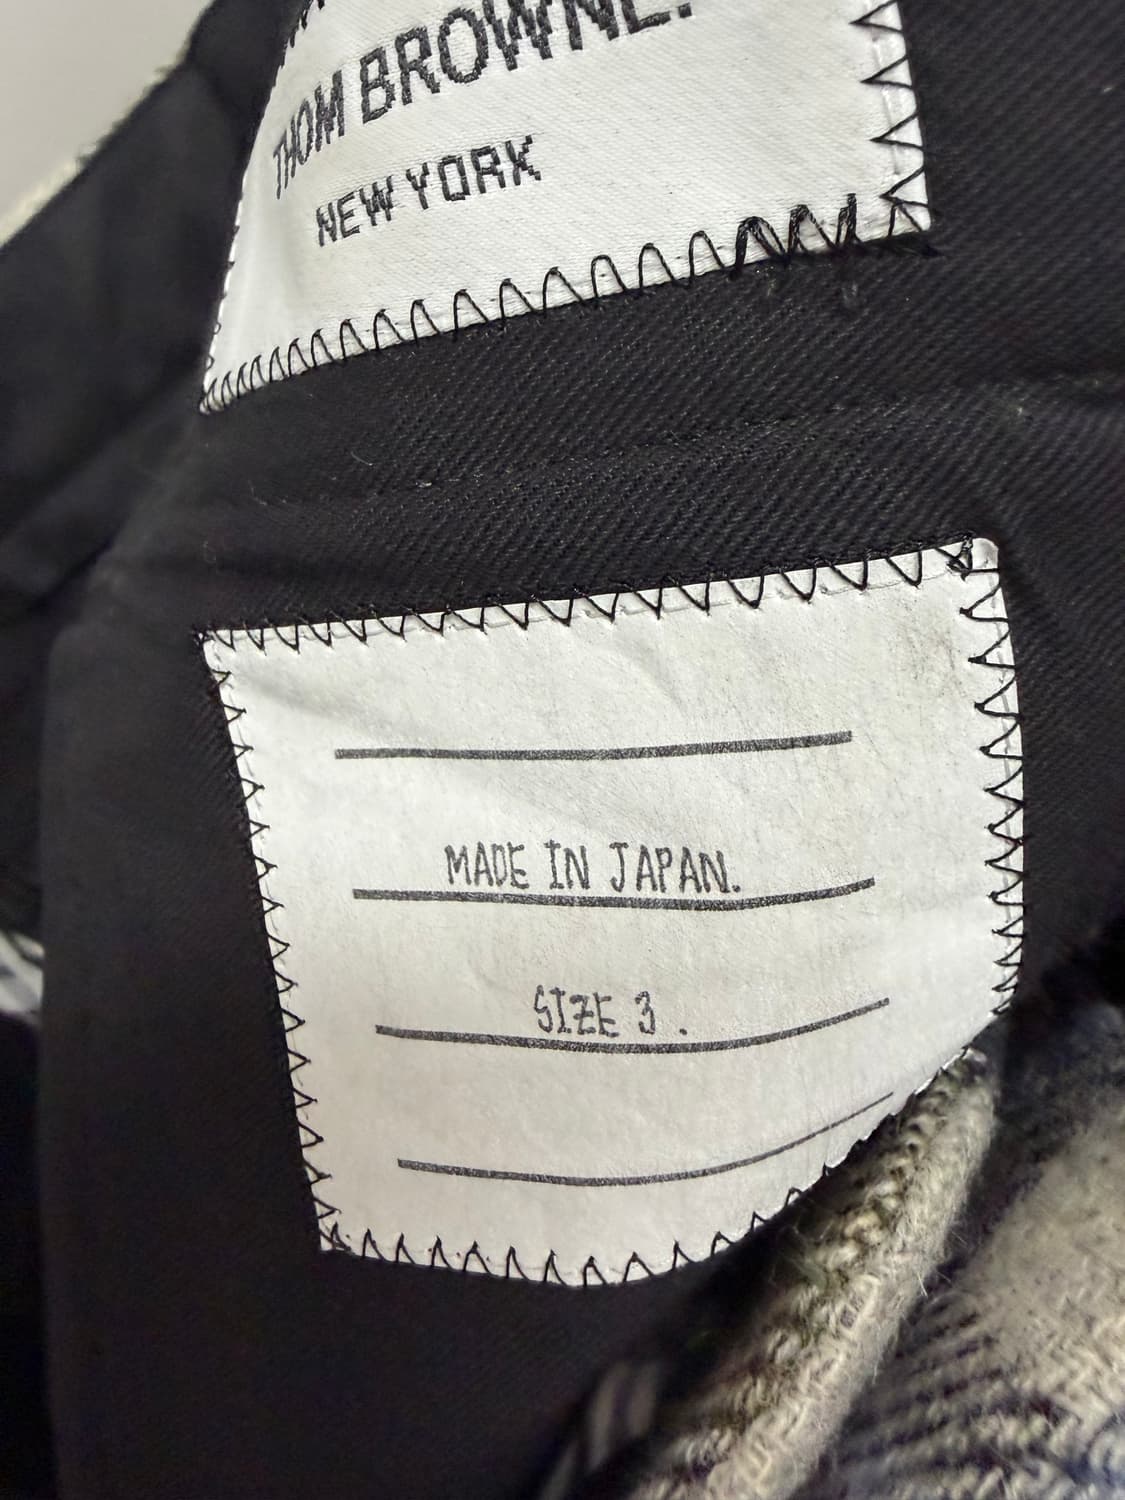 THOM BROWNE.
NEW YORK
MADE IN JAPAN.
SIZE 3 .